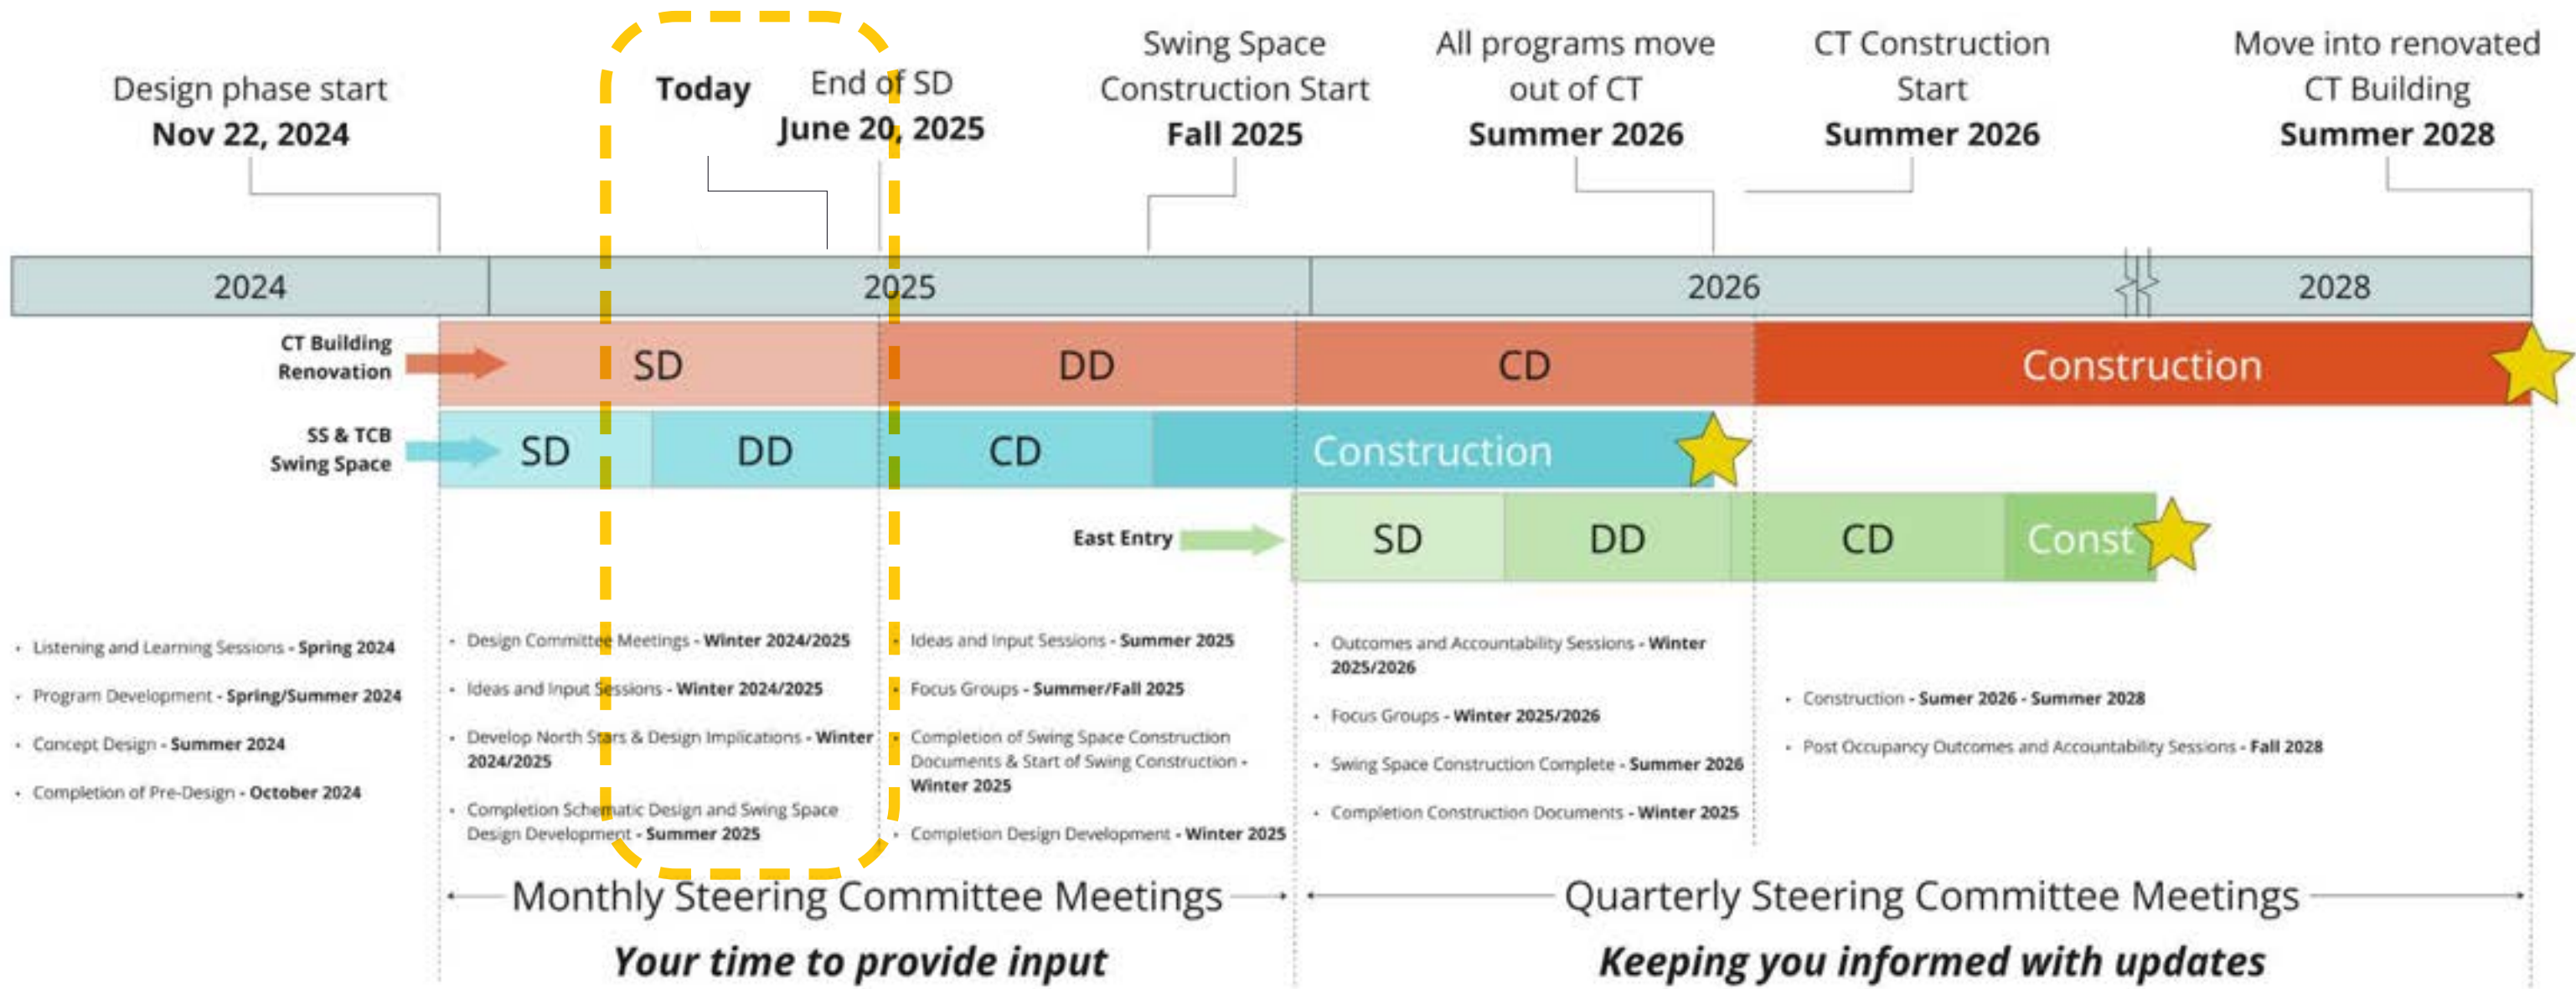 Design phase start
Nov 22, 2024
Today
End of SD
June 20, 2025
Swing Space
Construction Start
Fall 2025
All programs move
out of CT
Summer 2026
CT Construction
Start
Summer 2026
Move into renovated
CT Building
Summer 2028
2024
2025
2026
2028
CT Building
Renovation
SD
DD
CD
Construction
SS & TCB
Swing Space
SD
DD
CD
Construction
East Entry
SD
DD
CD
Const
• Listening and Learning Sessions - Spring 2024
• Program Development - Spring/Summer 2024
• Concept Design - Summer 2024
• Completion of Pre-Design - October 2024
• Design Committee Meetings - Winter 2024/2025
• Ideas and Input Sessions - Winter 2024/2025
• Develop North Stars & Design Implications - Winter
2024/2025
• Completion Schematic Design and Swing Space
Design Development - Summer 2025
• Ideas and Input Sessions - Summer 2025
• Focus Groups - Summer/Fall 2025
• Completion of Swing Space Construction
Documents & Start of Swing Construction -
Winter 2025
• Completion Design Development - Winter 2025
• Outcomes and Accountability Sessions - Winter
2025/2026
• Focus Groups - Winter 2025/2026
• Swing Space Construction Complete - Summer 2026
• Completion Construction Documents - Winter 2025
• Construction - Sumer 2026 - Summer 2028
• Post Occupancy Outcomes and Accountability Sessions - Fall 2028
Monthly Steering Committee Meetings
Your time to provide input
Quarterly Steering Committee Meetings
Keeping you informed with updates